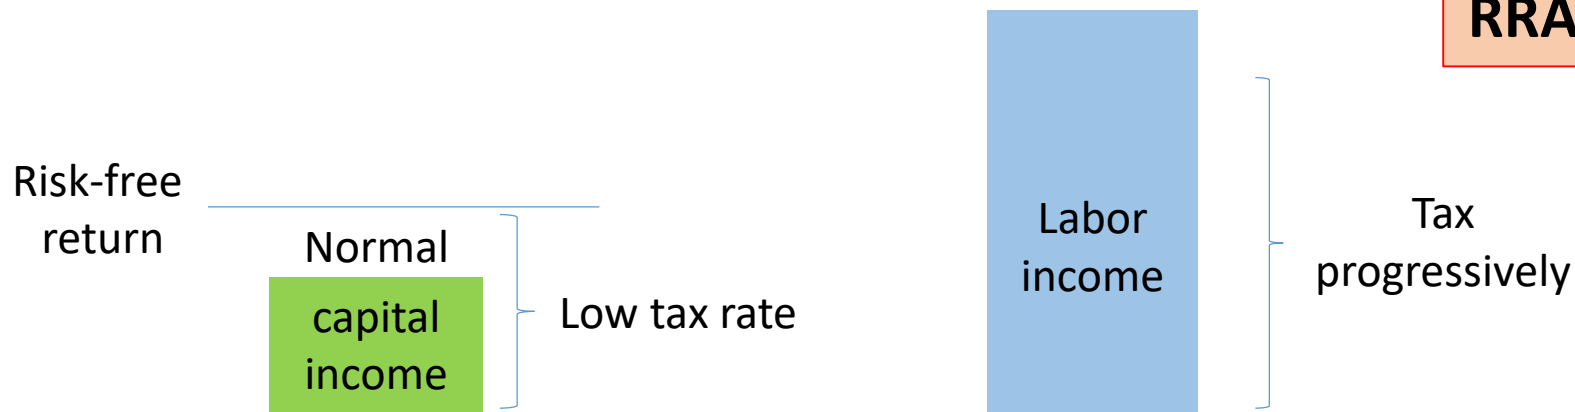 RRA
Risk-free
return
Normal
capital
income
Low tax rate
Labor
income
Tax
progressively